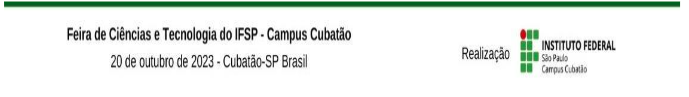 Feira de Ciências e Tecnologia do IFSP - Campus Cubatão
20 de outubro de 2023 - Cubatão-SP Brasil
Realização
INSTITUTO FEDERAL
São Paulo
Campus Cubatão